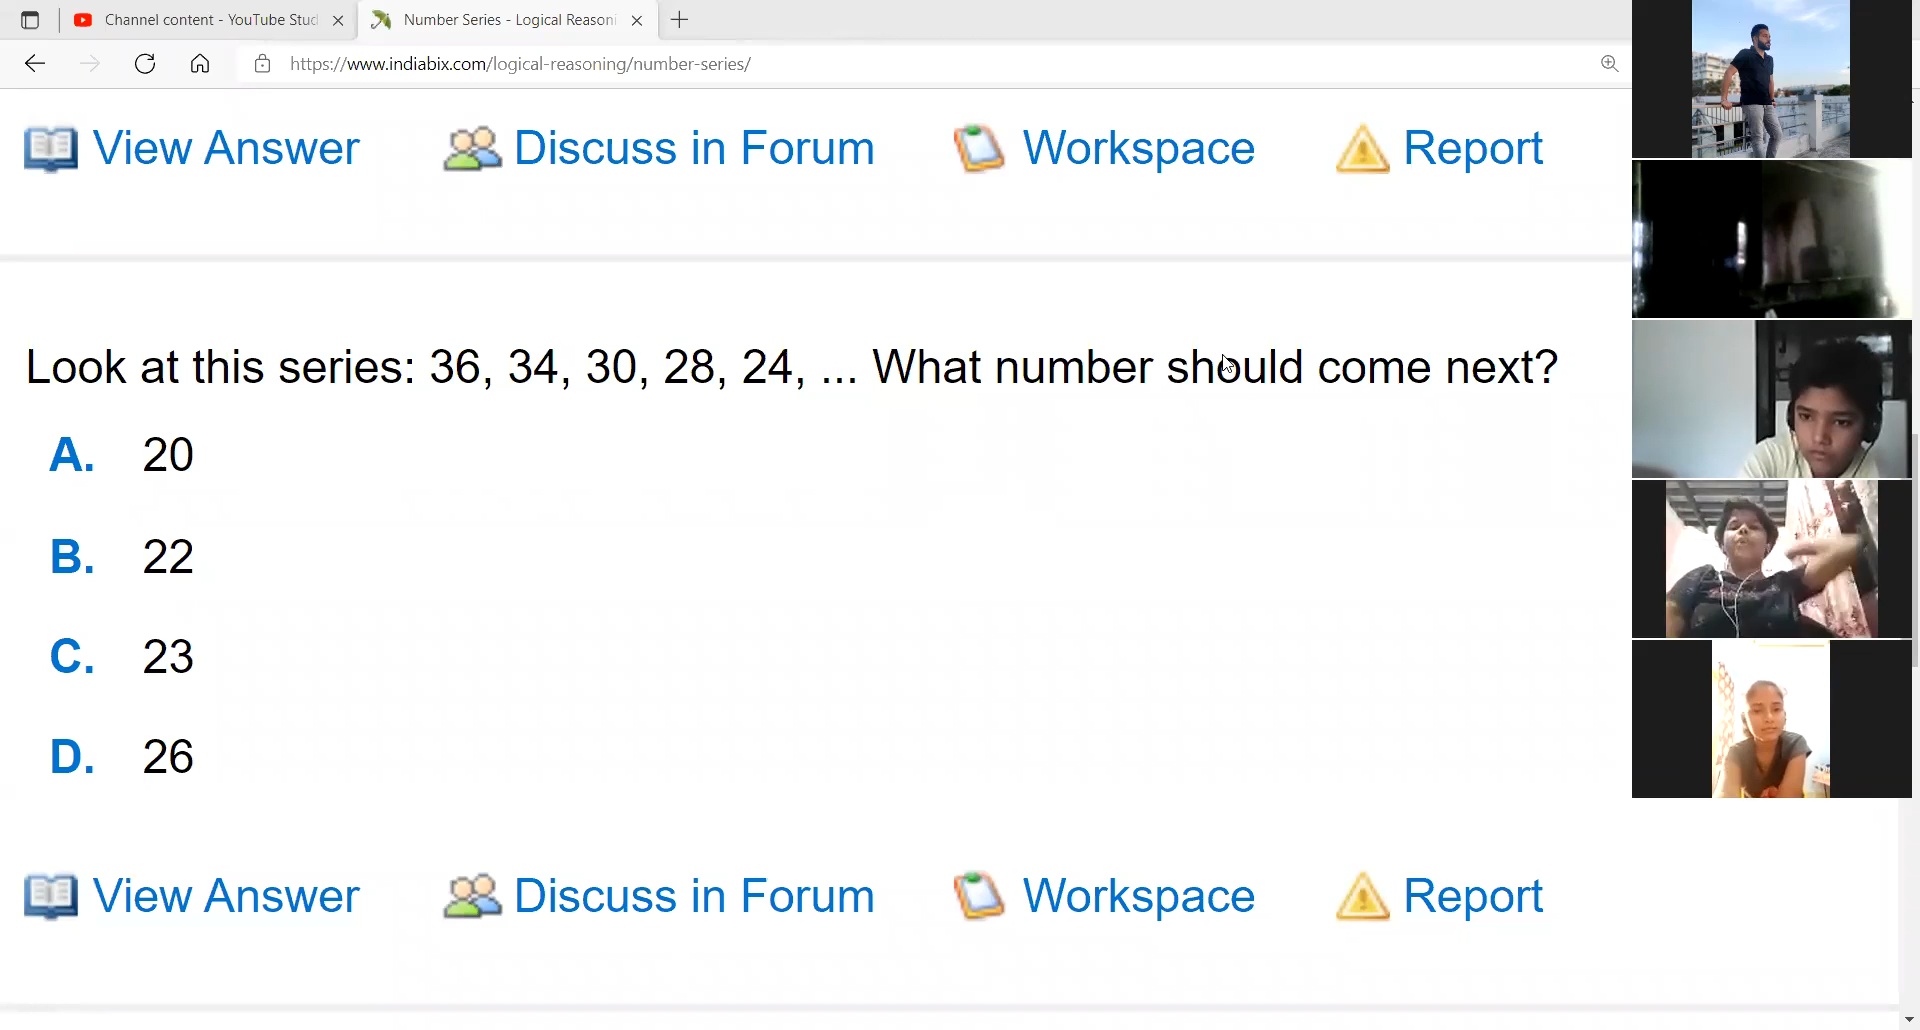 Channel content - YouTube Stud
Number Series - Logical Reasoni
https://www.indiabix.com/logical-reasoning/number-series/
View Answer Discuss in Forum Workspace Report
Look at this series: 36, 34, 30, 28, 24, ... What number should come next?
A. 20
B. 22
C. 23
D. 26
View Answer Discuss in Forum Workspace Report